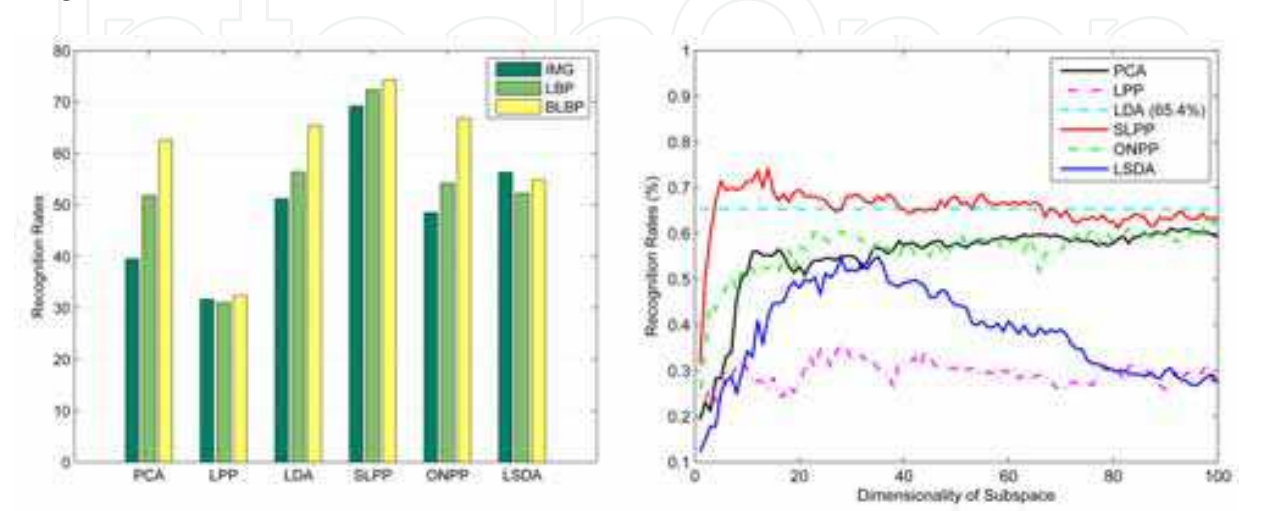 80
70
60
50
40
30
20
10
0
Recognition Rates
IMG
LBP
BLBP
PCA LPP LDA SLPP ONPP LSDA
1
0.9
0.8
0.7
0.6
0.5
0.4
0.3
0.2
0.1
Recognition Rates (%)
PCA
LPP
LDA (65.4%)
SLPP
ONPP
LSDA
0 20 40 60 80 100
Dimensionality of Subspace